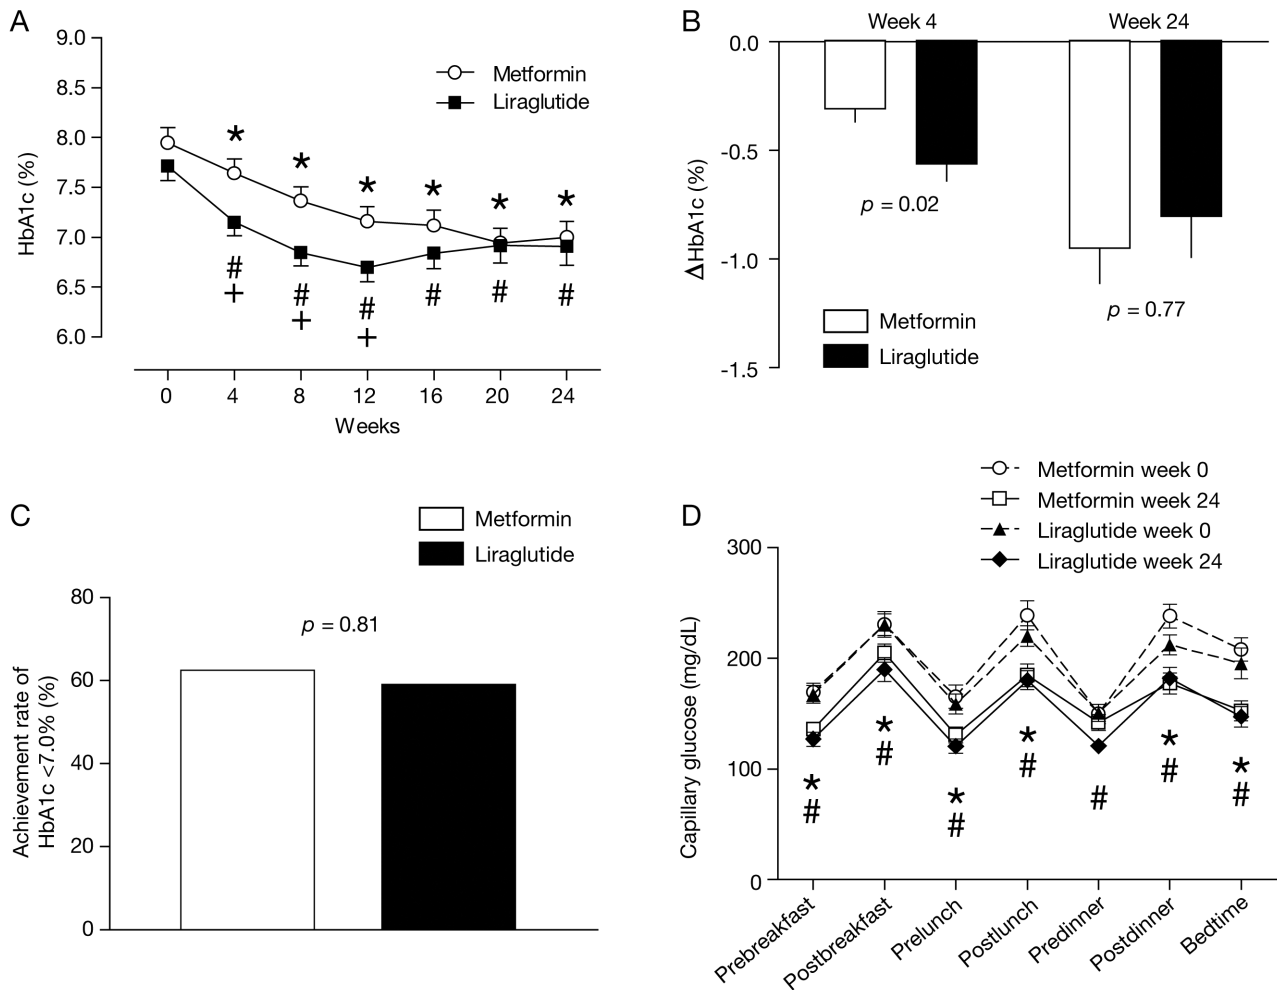 A
9.0
8.5
8.0
7.5
7.0
6.5
6.0
HbA1c (%)
Metformin
Liraglutide
* * * * * *
# # # # # #
+ + +
0 4 8 12 16 20 24
Weeks
B
Week 4 Week 24
0.0
-0.5
-1.0
-1.5
ΔHbA1c (%)
p = 0.02
p = 0.77
Metformin
Liraglutide
C
Metformin
Liraglutide
80
60
40
20
0
Achievement rate of
HbA1c <7.0% (%)
p = 0.81
D
Metformin week 0
Metformin week 24
Liraglutide week 0
Liraglutide week 24
300
200
100
0
Capillary glucose (mg/dL)
* * * * * *
# # # # # # #
Prebreakfast
Postbreakfast
Prelunch
Postlunch
Predinner
Postdinner
Bedtime